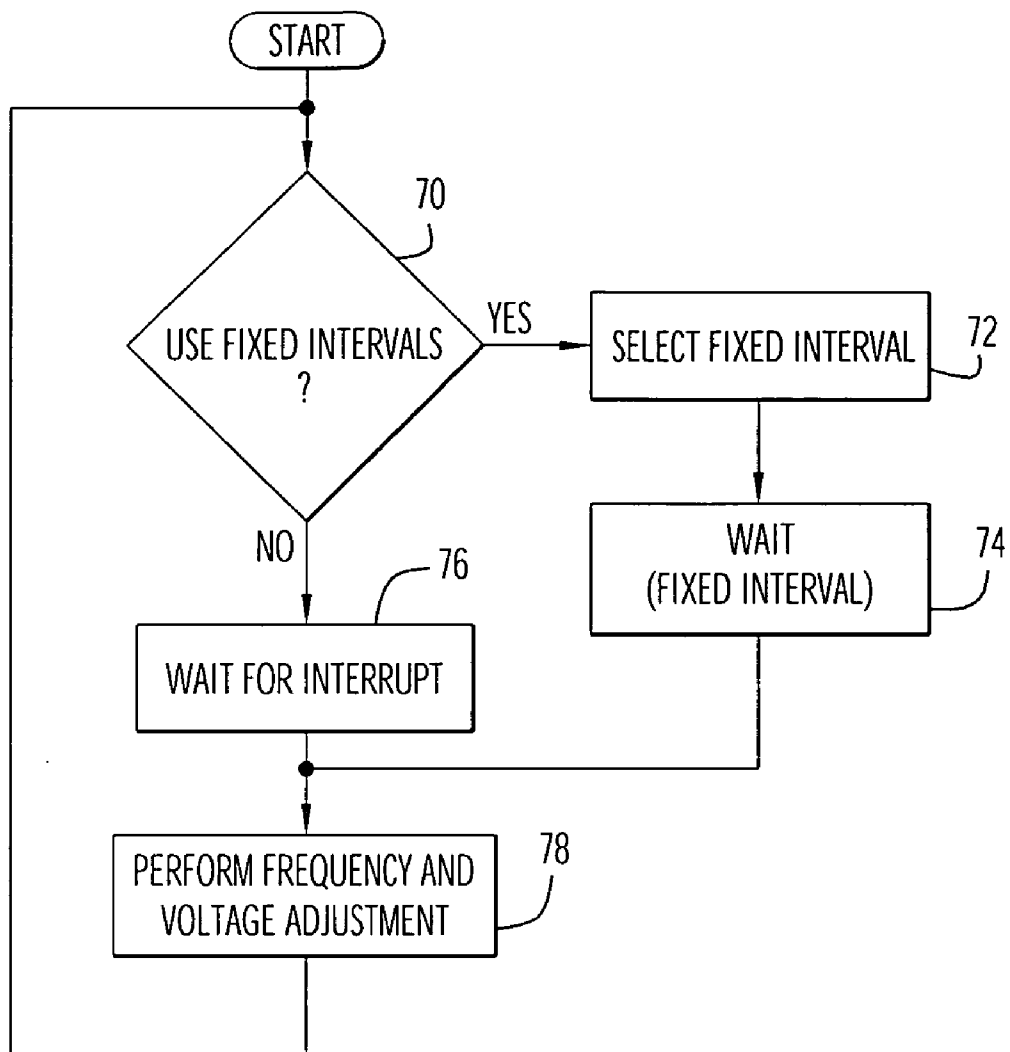 START
70
USE FIXED INTERVALS
?
YES
SELECT FIXED INTERVAL
72
WAIT
(FIXED INTERVAL)
74
NO
76
WAIT FOR INTERRUPT
PERFORM FREQUENCY AND
VOLTAGE ADJUSTMENT
78